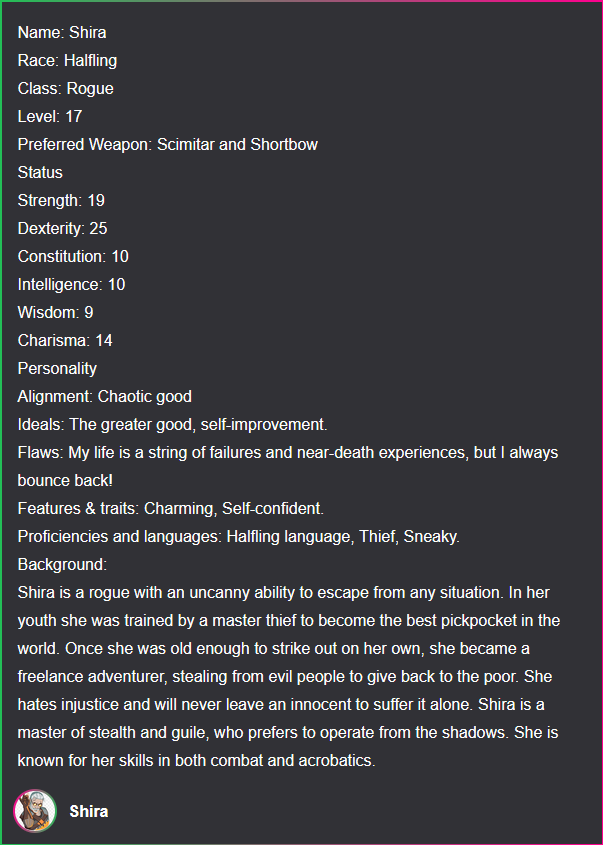 Name: Shira
Race: Halfling
Class: Rogue
Level: 17
Preferred Weapon: Scimitar and Shortbow
Status
Strength: 19
Dexterity: 25
Constitution: 10
Intelligence: 10
Wisdom: 9
Charisma: 14
Personality
Alignment: Chaotic good
Ideals: The greater good, self-improvement.
Flaws: My life is a string of failures and near-death experiences, but I always
bounce back!
Features & traits: Charming, Self-confident.
Proficiencies and languages: Halfling language, Thief, Sneaky.
Background:
Shira is a rogue with an uncanny ability to escape from any situation. In her
youth she was trained by a master thief to become the best pickpocket in the
world. Once she was old enough to strike out on her own, she became a
freelance adventurer, stealing from evil people to give back to the poor. She
hates injustice and will never leave an innocent to suffer it alone. Shira is a
master of stealth and guile, who prefers to operate from the shadows. She is
known for her skills in both combat and acrobatics.
Shira